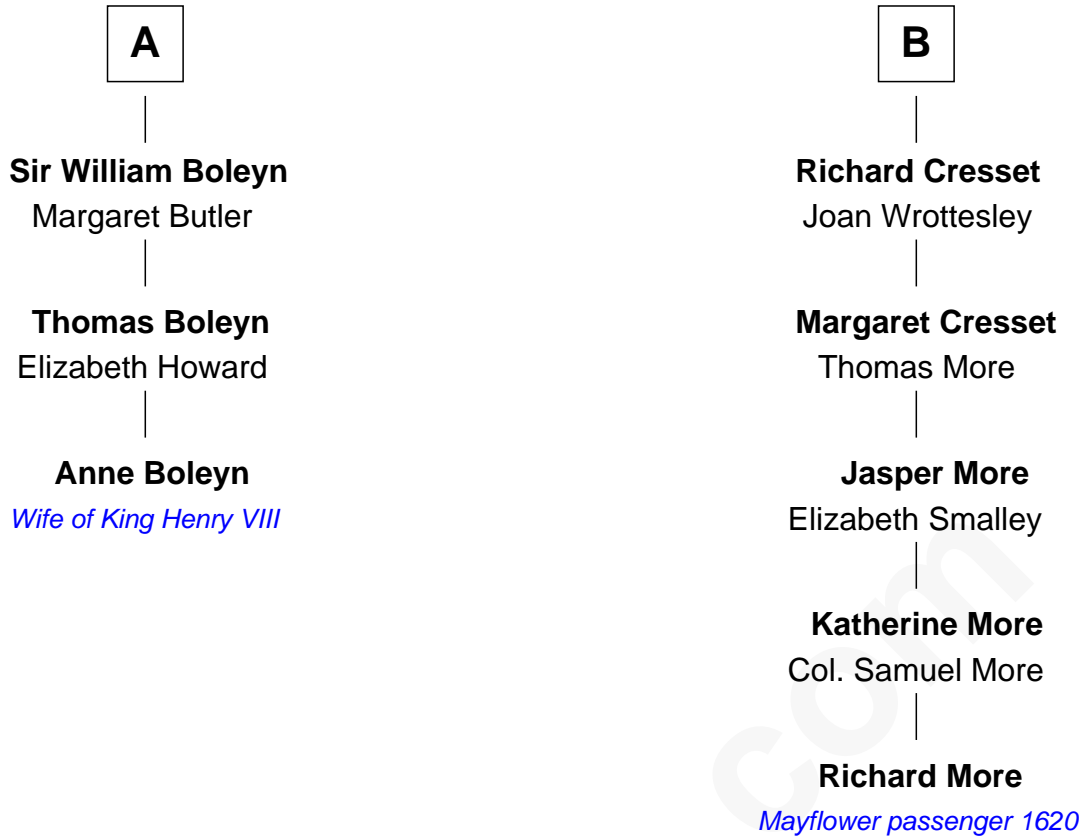 A
Sir William Boleyn
Margaret Butler
Thomas Boleyn
Elizabeth Howard
Anne Boleyn
Wife of King Henry VIII
B
Richard Cresset
Joan Wrottesley
Margaret Cresset
Thomas More
Jasper More
Elizabeth Smalley
Katherine More
Col. Samuel More
Richard More
Mayflower passenger 1620
com